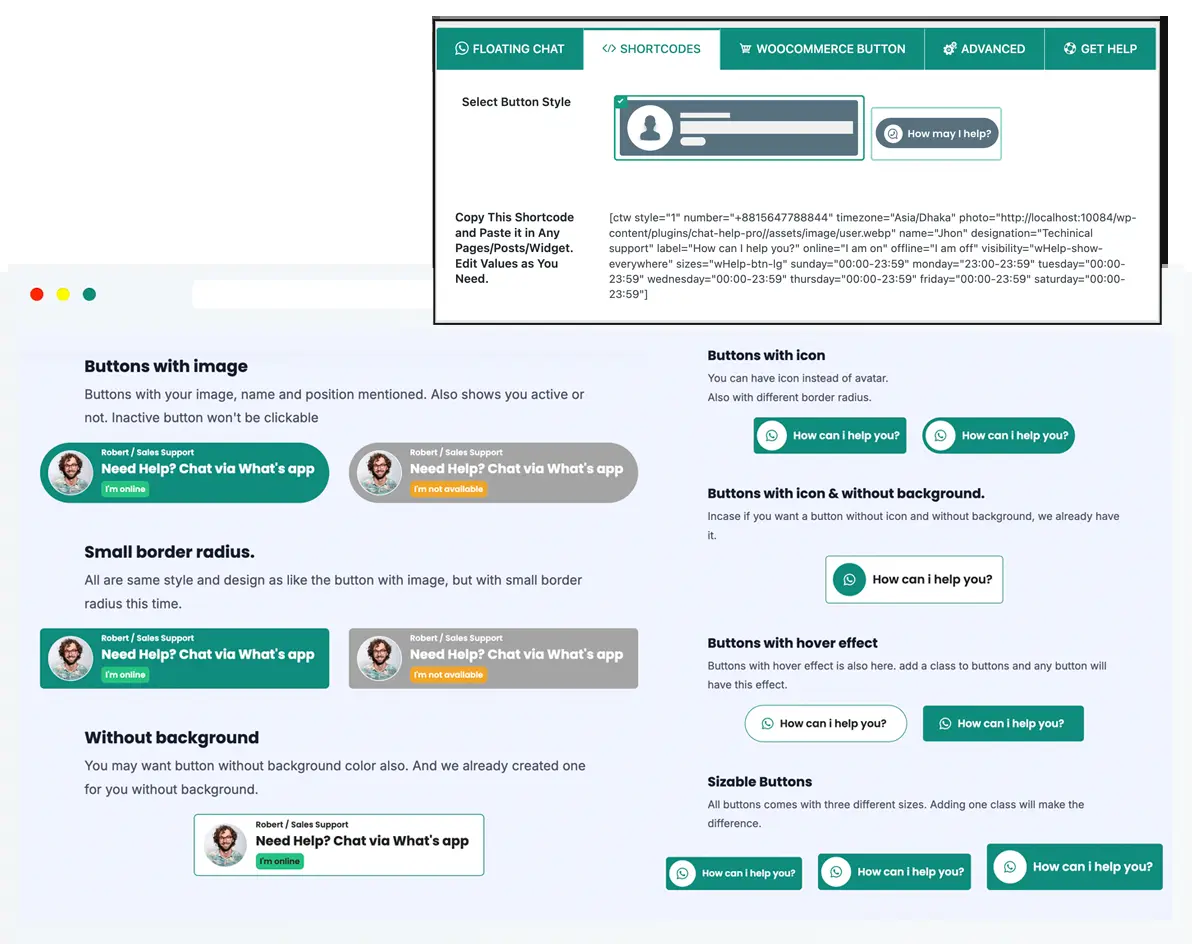 FLOATING CHAT
</> SHORTCODES
WOOCOMMERCE BUTTON
ADVANCED
GET HELP
Select Button Style
How may I help?
Copy This Shortcode
and Paste it in Any
Pages/Posts/Widget.
Edit Values as You
Need.
[ctw style="1" number="+8815647788844" timezone="Asia/Dhaka" photo="http://localhost:10084/wp-
content/plugins/chat-help-pro//assets/image/user.webp" name="Jhon" designation="Techinical
support" label="How can I help you?" online="I am on" offline="I am off" visibility="wHelp-show-
everywhere" sizes="wHelp-btn-lg" sunday="00:00-23:59" monday="23:00-23:59" tuesday="00:00-
23:59" wednesday="00:00-23:59" thursday="00:00-23:59" friday="00:00-23:59" saturday="00:00-
23:59"]
Buttons with image
Buttons with your image, name and position mentioned. Also shows you active or
not. Inactive button won't be clickable
Robert / Sales Support
Need Help? Chat via What's app
I'm online
Robert / Sales Support
Need Help? Chat via What's app
I'm not available
Small border radius.
All are same style and design as like the button with image, but with small border
radius this time.
Robert / Sales Support
Need Help? Chat via What's app
I'm online
Robert / Sales Support
Need Help? Chat via What's app
I'm not available
Without background
You may want button without background color also. And we already created one
for you without background.
Robert / Sales Support
Need Help? Chat via What's app
I'm online
Buttons with icon
You can have icon instead of avatar.
Also with different border radius.
How can i help you?
How can i help you?
Buttons with icon & without background.
Incase if you want a button without icon and without background, we already have
it.
How can i help you?
Buttons with hover effect
Buttons with hover effect is also here. add a class to buttons and any button will
have this effect.
How can i help you?
How can i help you?
Sizable Buttons
All buttons comes with three different sizes. Adding one class will make the
difference.
How can i help you?
How can i help you?
How can i help you?